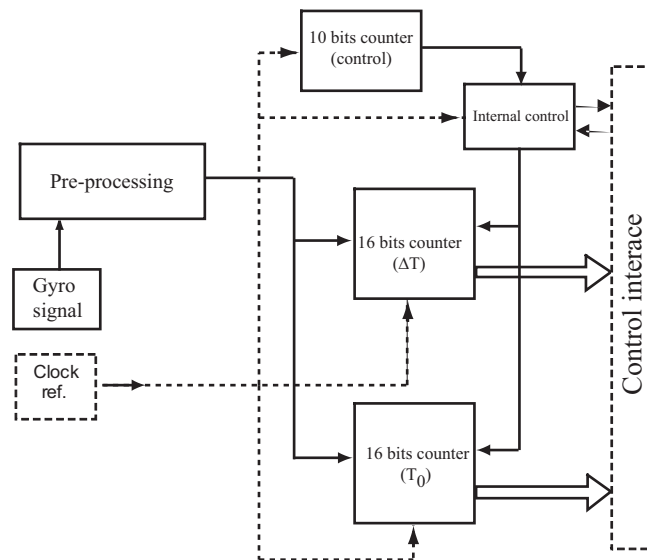 10 bits counter
(control)
Internal control
Pre-processing
16 bits counter
(ΔT)
Gyro
signal
Clock
ref.
16 bits counter
(T0)
Control interace